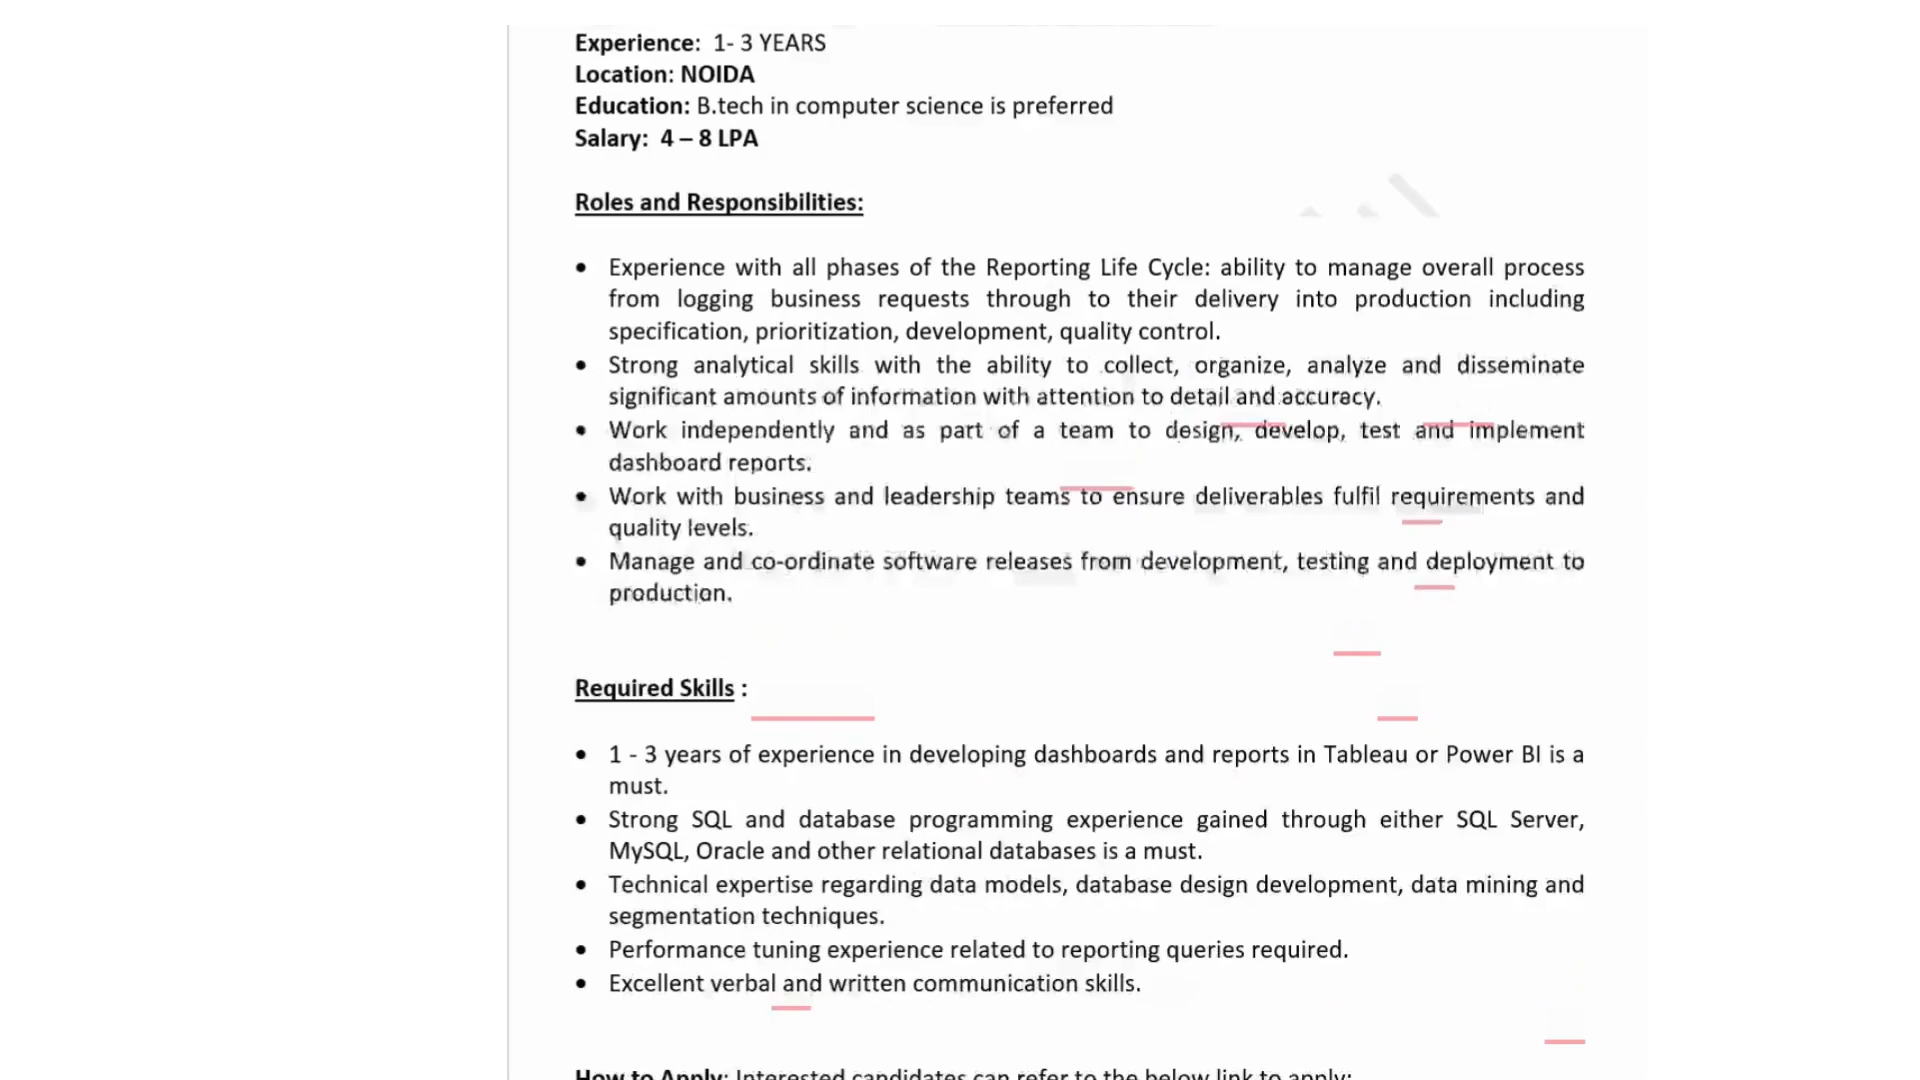 Experience: 1- 3 YEARS
Location: NOIDA
Education: B.tech in computer science is preferred
Salary: 4 – 8 LPA
Roles and Responsibilities:
• Experience with all phases of the Reporting Life Cycle: ability to manage overall process
from logging business requests through to their delivery into production including
specification, prioritization, development, quality control.
• Strong analytical skills with the ability to collect, organize, analyze and disseminate
significant amounts of information with attention to detail and accuracy.
• Work independently and as part of a team to design, develop, test and implement
dashboard reports.
• Work with business and leadership teams to ensure deliverables fulfil requirements and
quality levels.
• Manage and co-ordinate software releases from development, testing and deployment to
production.
Required Skills :
• 1 - 3 years of experience in developing dashboards and reports in Tableau or Power BI is a
must.
• Strong SQL and database programming experience gained through either SQL Server,
MySQL, Oracle and other relational databases is a must.
• Technical expertise regarding data models, database design development, data mining and
segmentation techniques.
• Performance tuning experience related to reporting queries required.
• Excellent verbal and written communication skills.
How to Apply: Interested candidates can refer to the below link to apply: